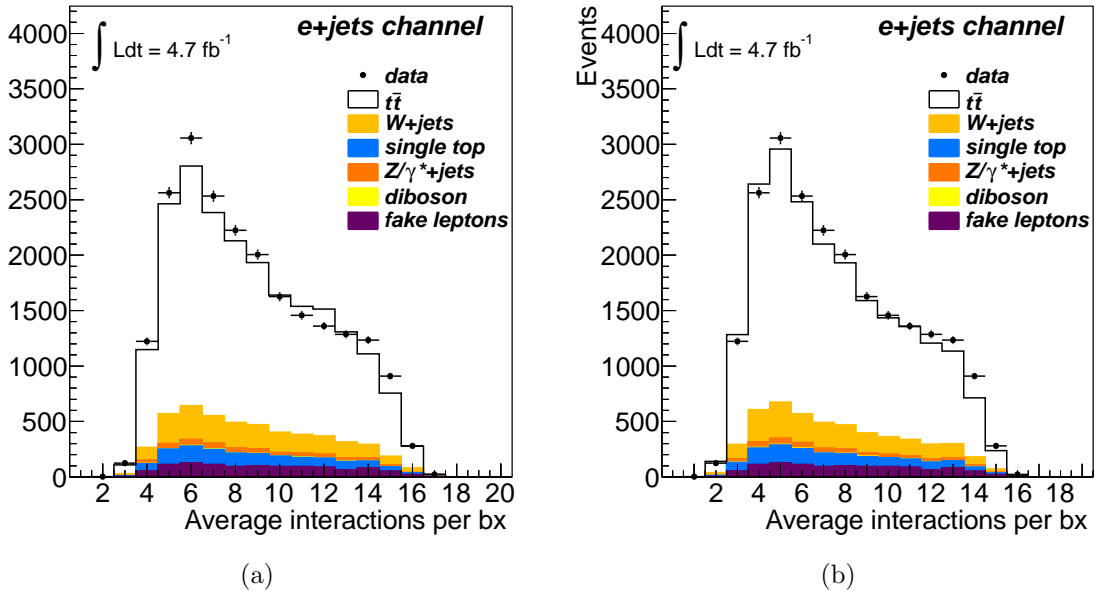 e+jets channel
∫ Ldt = 4.7 fb⁻¹
data
tt̄
W+jets
single top
Z/γ*+jets
diboson
fake leptons
4000
3500
3000
2500
2000
1500
1000
500
0
2 4 6 8 10 12 14 16 18 20
Average interactions per bx
(a)
Events
e+jets channel
∫ Ldt = 4.7 fb⁻¹
data
tt̄
W+jets
single top
Z/γ*+jets
diboson
fake leptons
4000
3500
3000
2500
2000
1500
1000
500
0
2 4 6 8 10 12 14 16 18
Average interactions per bx
(b)